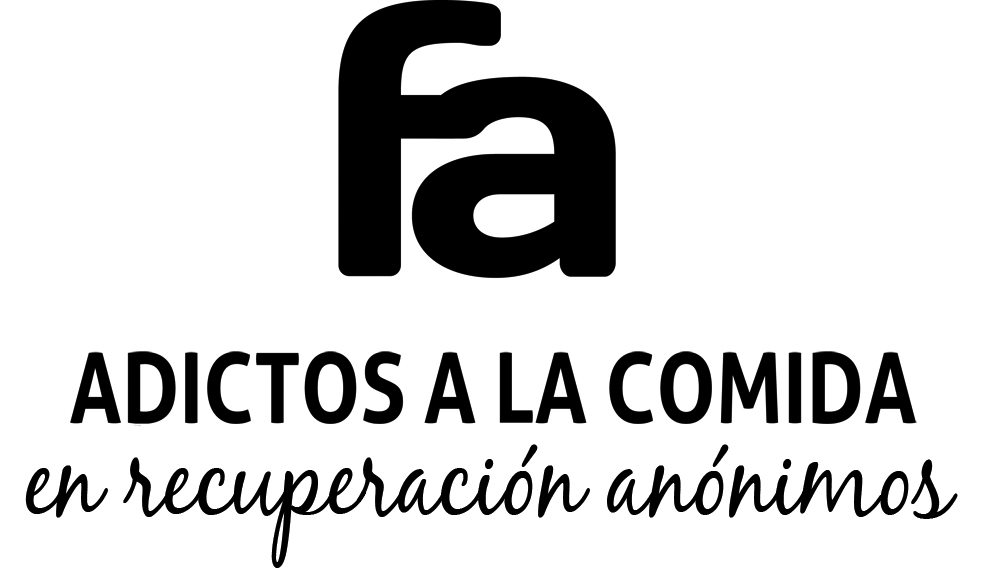 fa
ADICTOS A LA COMIDA
en recuperación anónimos